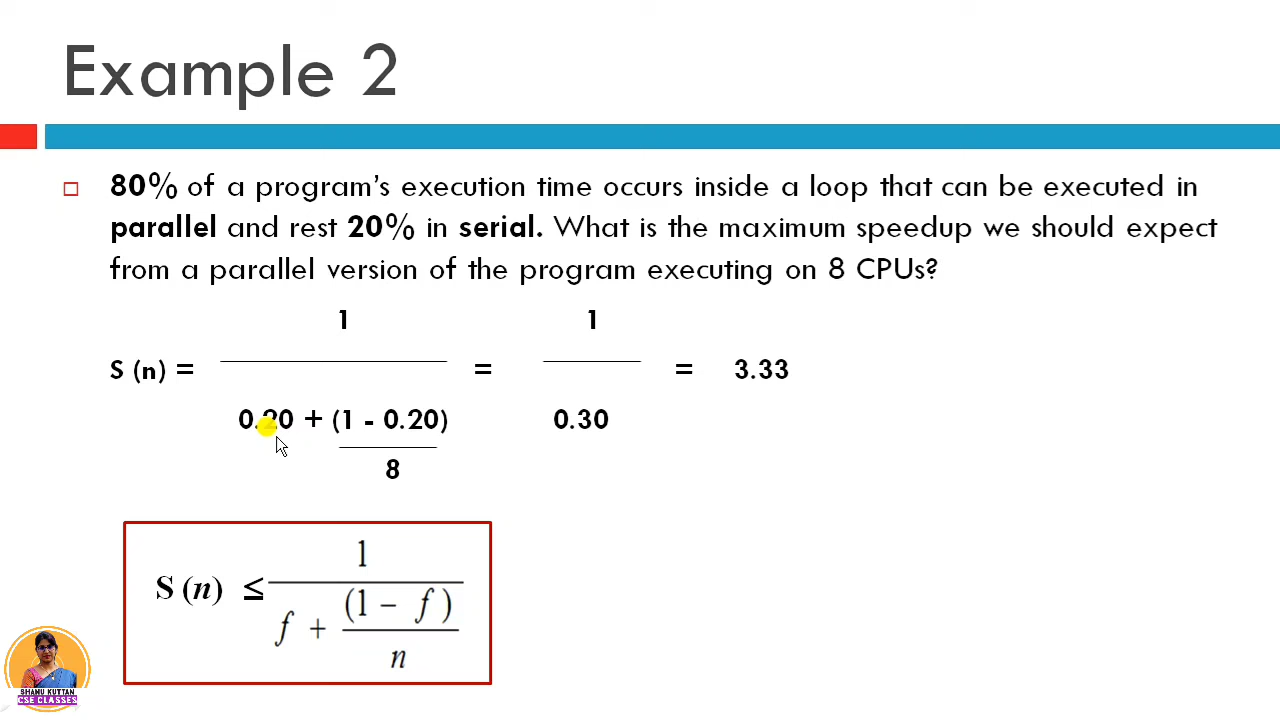 Example 2
80% of a program's execution time occurs inside a loop that can be executed in
parallel and rest 20% in serial. What is the maximum speedup we should expect
from a parallel version of the program executing on 8 CPUs?
1 1
S (n) = = = 3.33
0.20 + (1 - 0.20) 0.30
8
1
S (n) ≤
f + (1 − f )
n
SHANU KUTTAN
CSE CLASSES